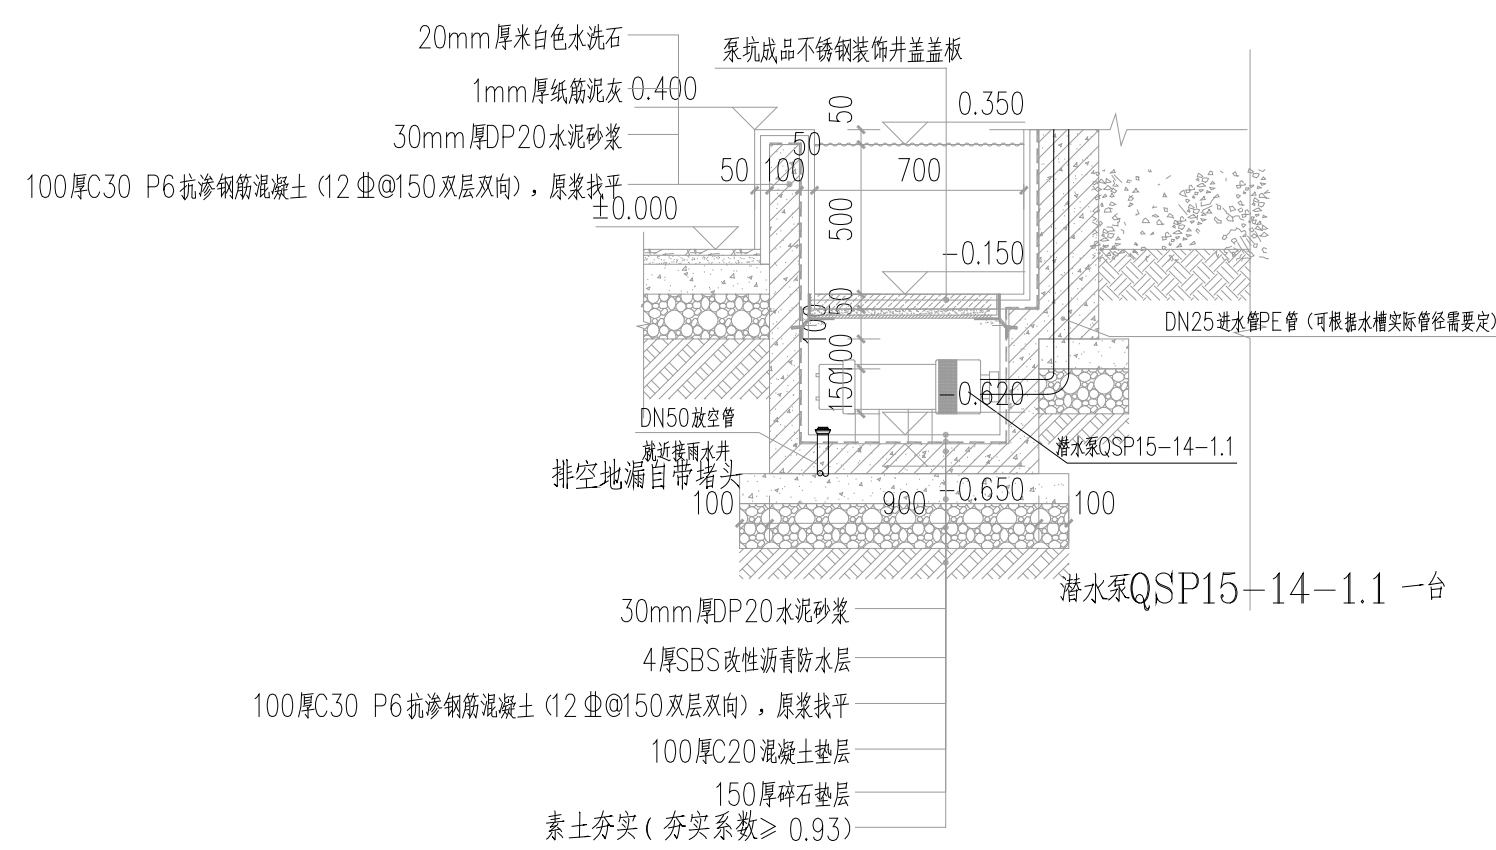 20mm厚米白色水洗石
泵坑成品不锈钢装饰井盖盖板
1mm厚纸筋泥灰
0.400
50
0.350
30mm厚DP20水泥砂浆
50
50
100
700
100厚C30 P6抗渗钢筋混凝土(12Φ@150双层双向)，原浆找平
±0.000
500
-0.150
50
100
DN25进水管PE管(可根据水槽实际管径需要定)
100
150
-0.620
DN50放空管
就近接雨水井
潜水泵QSP15-14-1.1
排空地漏自带堵头
-0.650
100
900
100
潜水泵QSP15-14-1.1 一台
30mm厚DP20水泥砂浆
4厚SBS改性沥青防水层
100厚C30 P6抗渗钢筋混凝土(12Φ@150双层双向)，原浆找平
100厚C20混凝土垫层
150厚碎石垫层
素土夯实(夯实系数≥0.93)